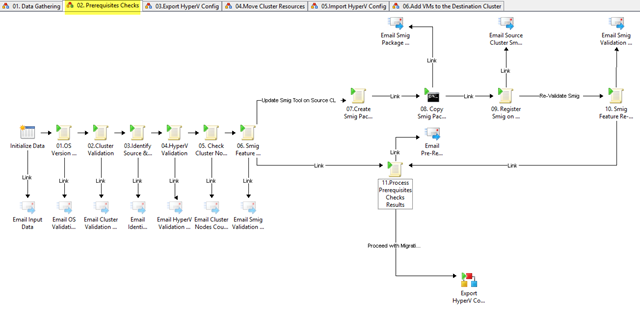 01. Data Gathering
02. Prerequisites Checks
03.Export HyperV Config
04.Move Cluster Resources
05.Import HyperV Config
06.Add VMs to the Destination Cluster
Email Smig
Package ...
Email Source
Cluster Sm...
Email Smig
Validation ...
Link
Link
Link
Update Smig Tool on Source CL
Link
Link
Re-Validate Smig
07.Create
Smig Pac...
08. Copy
Smig Pac...
09. Register
Smig on ...
10. Smig
Feature Re-...
Initialize Data
01.OS
Version ...
02.Cluster
Validation
03.Identify
Source &...
04.HyperV
Validation
05. Check
Cluster No...
06. Smig
Feature ...
Email
Pre-Re...
Link
Link
Link
Link
Link
Link
Link
Link
Link
Link
11.Process
Prerequisites
Checks
Results
Email Input
Data
Email OS
Validati...
Email Cluster
Validation ...
Email
Identi...
Email HyperV
Validation ...
Email Cluster
Nodes Cou...
Email Smig
Validation ...
Proceed with Migrati...
Export
HyperV Co...